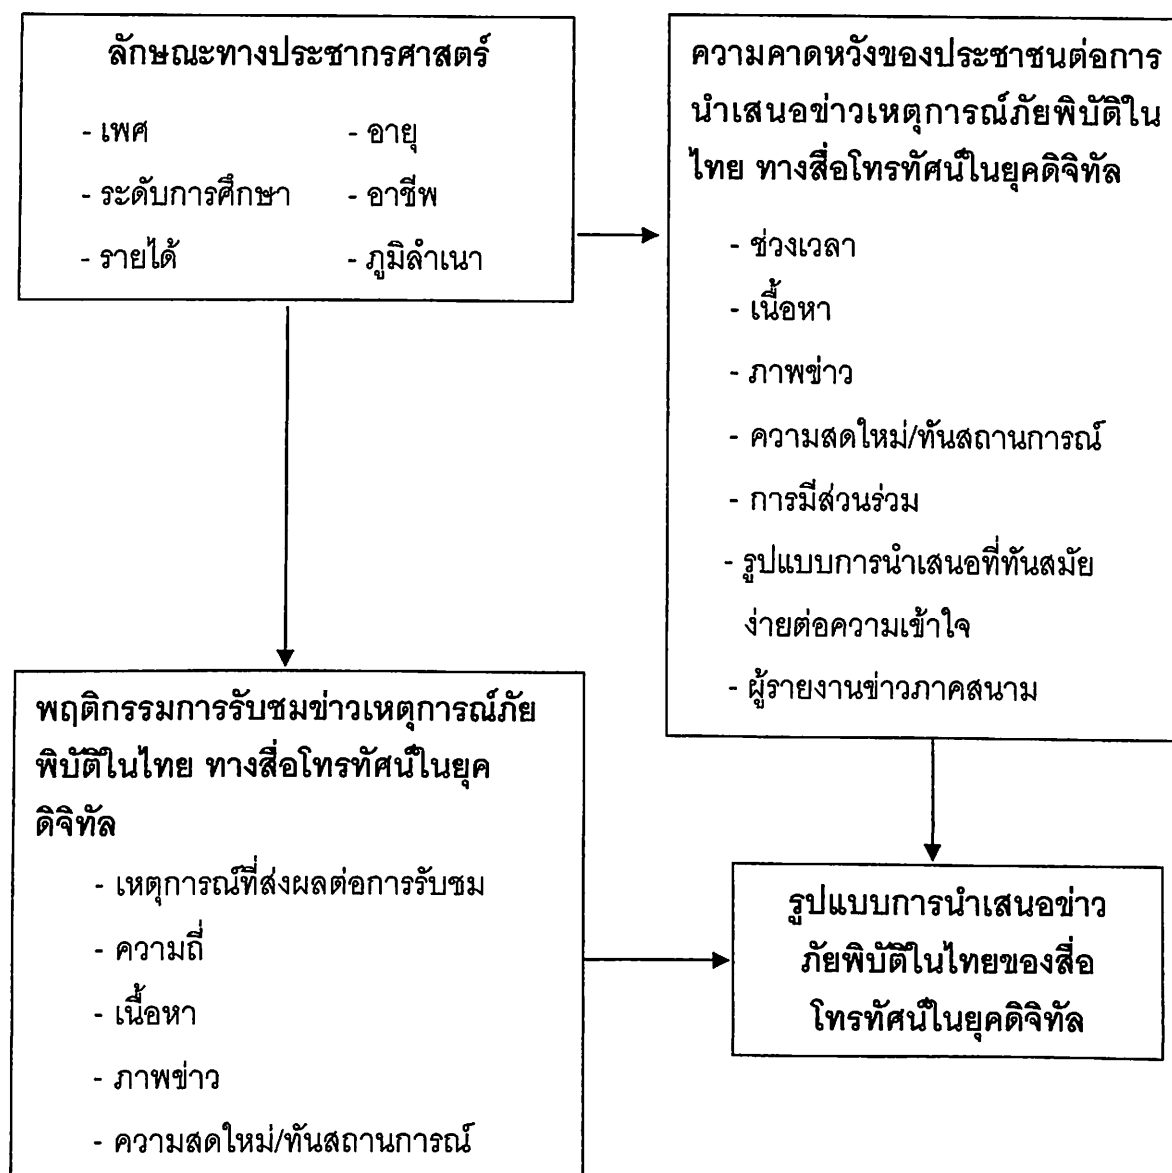 ลักษณะทางประชากรศาสตร์
- เพศ - อายุ
- ระดับการศึกษา - อาชีพ
- รายได้ - ภูมิลำเนา
ความคาดหวังของประชาชนต่อการ
นำเสนอข่าวเหตุการณ์ภัยพิบัติใน
ไทย ทางสื่อโทรทัศน์ในยุคดิจิทัล
- ช่วงเวลา
- เนื้อหา
- ภาพข่าว
- ความสดใหม่/ทันสถานการณ์
- การมีส่วนร่วม
- รูปแบบการนำเสนอที่ทันสมัย
ง่ายต่อความเข้าใจ
- ผู้รายงานข่าวภาคสนาม
พฤติกรรมการรับชมข่าวเหตุการณ์ภัย
พิบัติในไทย ทางสื่อโทรทัศน์ในยุค
ดิจิทัล
- เหตุการณ์ที่ส่งผลต่อการรับชม
- ความถี่
- เนื้อหา
- ภาพข่าว
- ความสดใหม่/ทันสถานการณ์
รูปแบบการนำเสนอข่าว
ภัยพิบัติในไทยของสื่อ
โทรทัศน์ในยุคดิจิทัล